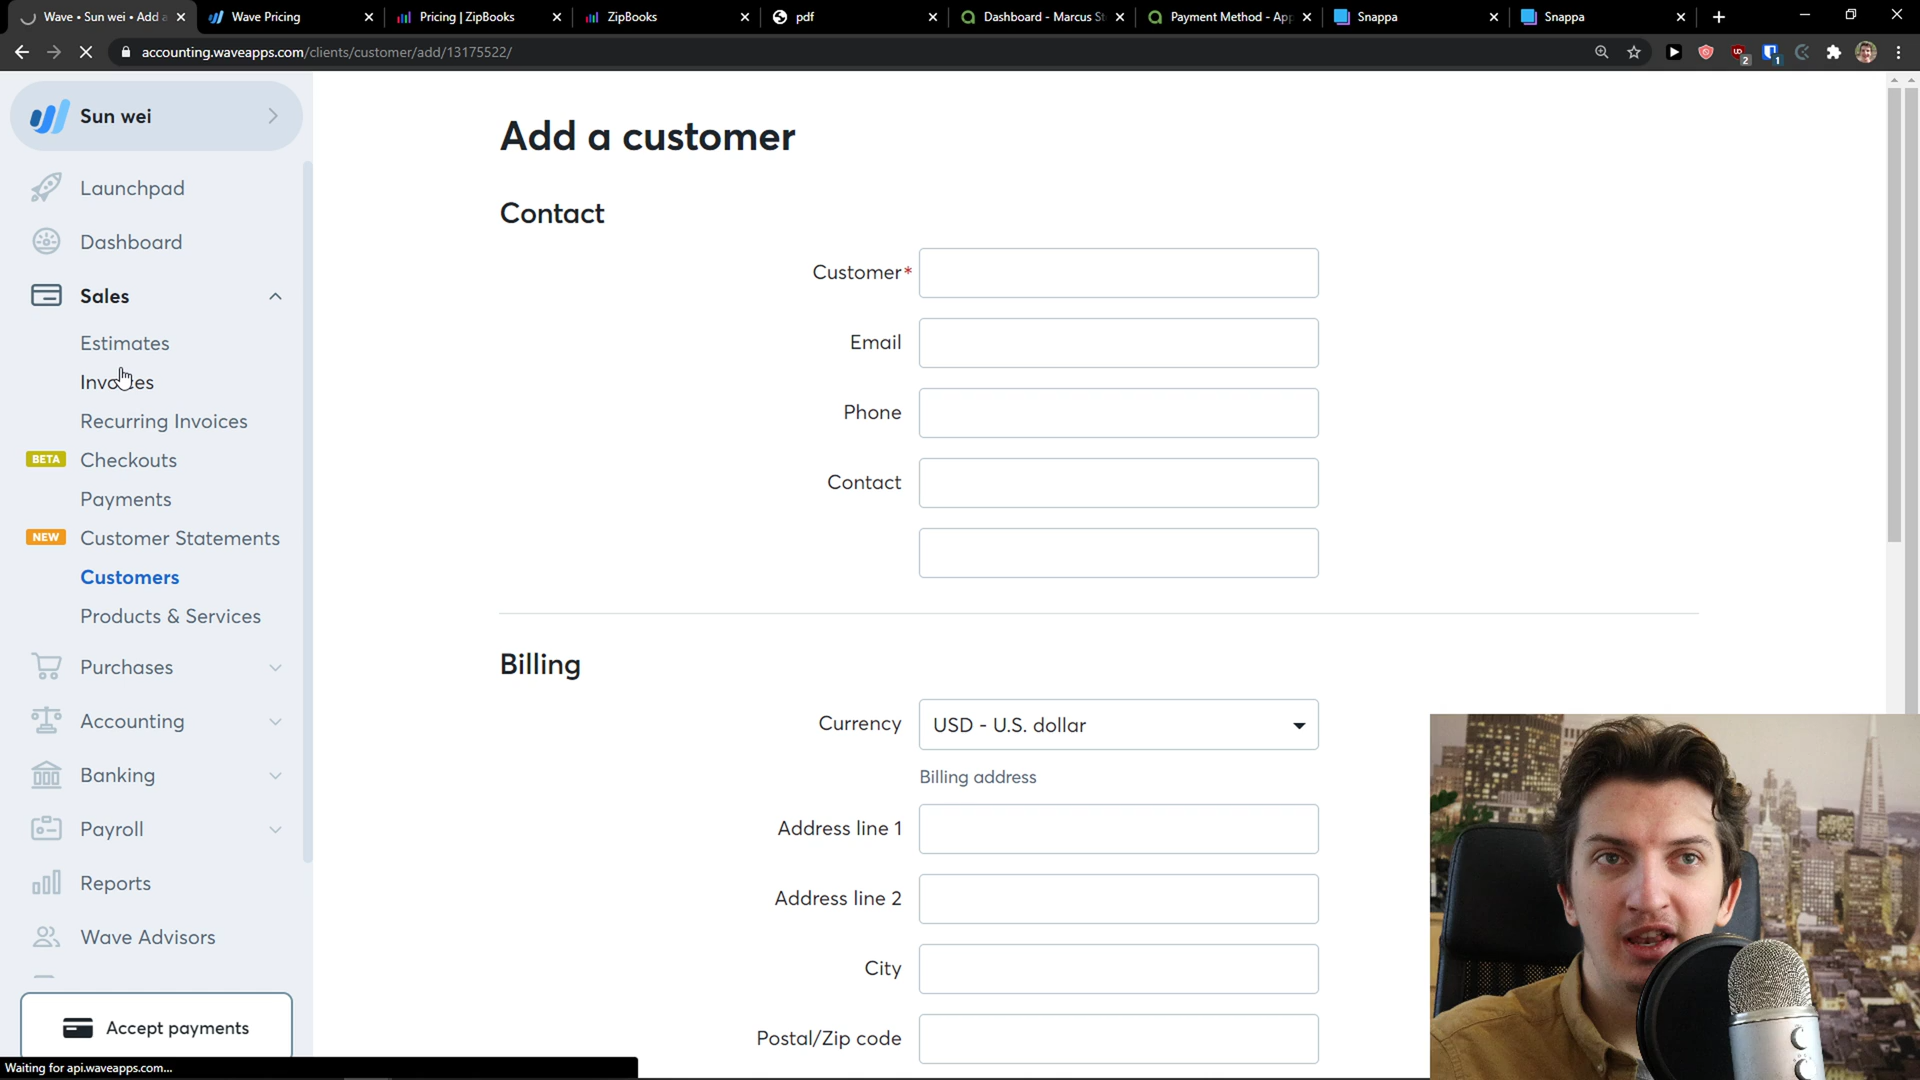 Wave • Sun wei • Add a
Wave Pricing
Pricing | ZipBooks
ZipBooks
pdf
Dashboard - Marcus St
Payment Method - App
Snappa
Snappa
accounting.waveapps.com/clients/customer/add/13175522/
2
1
Sun wei
Launchpad
Dashboard
Sales
Estimates
Invoices
Recurring Invoices
BETA Checkouts
Payments
NEW Customer Statements
Customers
Products & Services
Purchases
Accounting
Banking
Payroll
Reports
Wave Advisors
Accept payments
Waiting for api.waveapps.com...
Add a customer
Contact
Customer*
Email
Phone
Contact
Billing
Currency USD - U.S. dollar
Billing address
Address line 1
Address line 2
City
Postal/Zip code